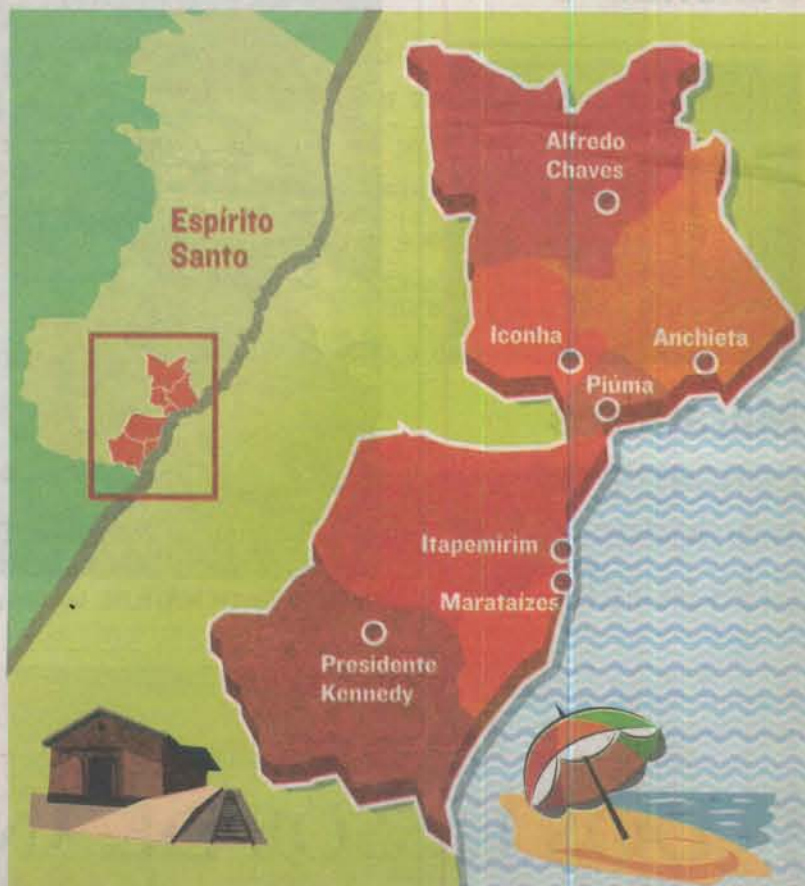 Espírito
Santo
Alfredo
Chaves
Iconha
Anchieta
Piúma
Itapemirim
Marataízes
Presidente
Kennedy